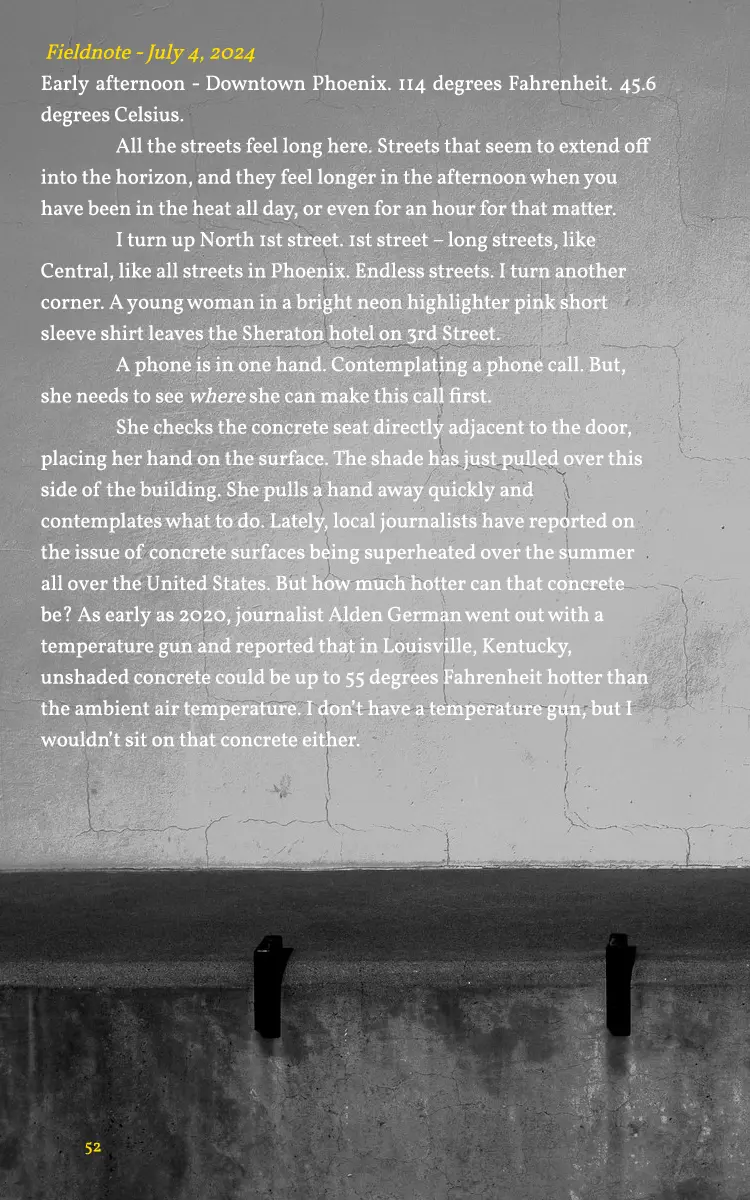 Fieldnote - July 4, 2024
Early afternoon - Downtown Phoenix. 114 degrees Fahrenheit. 45.6
degrees Celsius.
All the streets feel long here. Streets that seem to extend off
into the horizon, and they feel longer in the afternoon when you
have been in the heat all day, or even for an hour for that matter.
I turn up North 1st street. 1st street – long streets, like
Central, like all streets in Phoenix. Endless streets. I turn another
corner. A young woman in a bright neon highlighter pink short
sleeve shirt leaves the Sheraton hotel on 3rd Street.
A phone is in one hand. Contemplating a phone call. But,
she needs to see where she can make this call first.
She checks the concrete seat directly adjacent to the door,
placing her hand on the surface. The shade has just pulled over this
side of the building. She pulls a hand away quickly and
contemplates what to do. Lately, local journalists have reported on
the issue of concrete surfaces being superheated over the summer
all over the United States. But how much hotter can that concrete
be? As early as 2020, journalist Alden German went out with a
temperature gun and reported that in Louisville, Kentucky,
unshaded concrete could be up to 55 degrees Fahrenheit hotter than
the ambient air temperature. I don't have a temperature gun, but I
wouldn't sit on that concrete either.
52